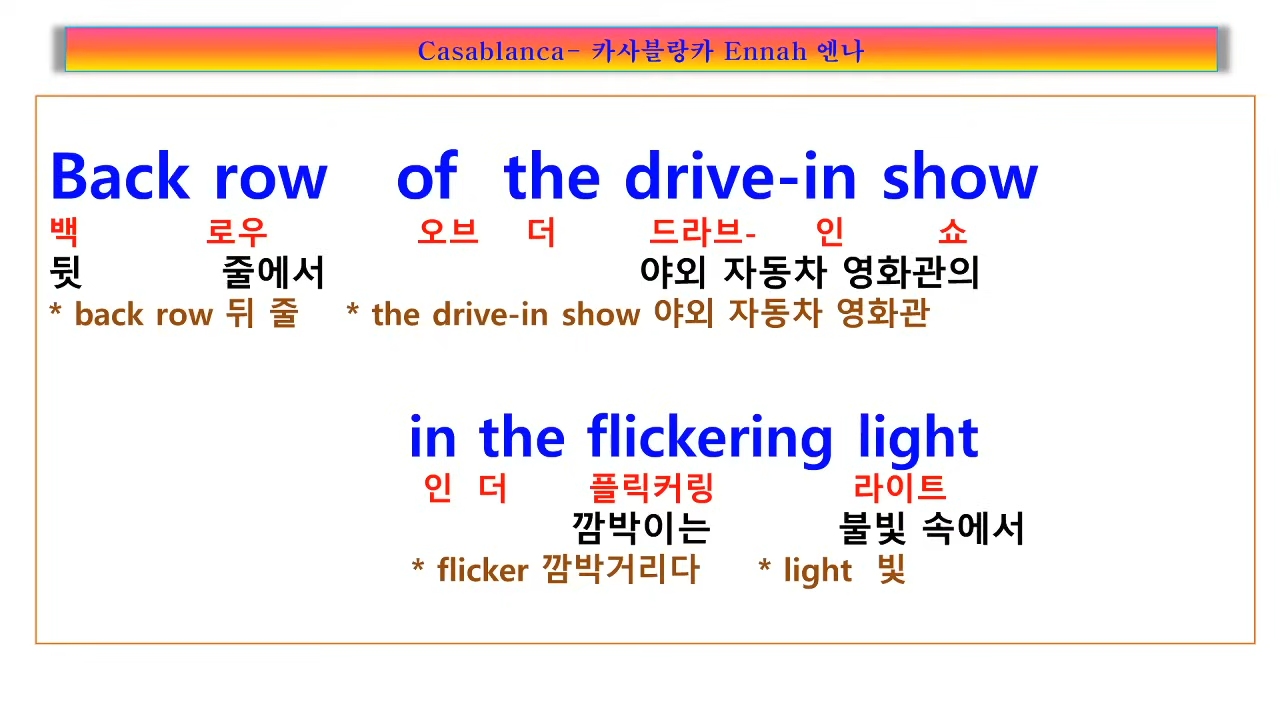 Casablanca- 카사블랑카 Ennah 엔나
Back row of the drive-in show
백 로우 오브 더 드라브- 인 쇼
뒷 줄에서 야외 자동차 영화관의
* back row 뒤 줄 * the drive-in show 야외 자동차 영화관
in the flickering light
인 더 플릭커링 라이트
깜박이는 불빛 속에서
* flicker 깜박거리다 * light 빛